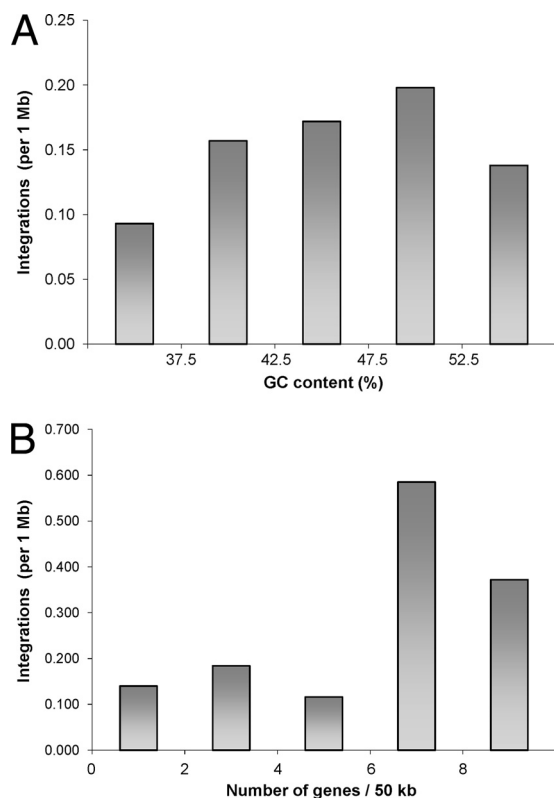 A
0.25
0.20
0.15
0.10
0.05
0.00
Integrations (per 1 Mb)
37.5 42.5 47.5 52.5
GC content (%)
B
0.700
0.600
0.500
0.400
0.300
0.200
0.100
0.000
Integrations (per 1 Mb)
0 2 4 6 8
Number of genes / 50 kb